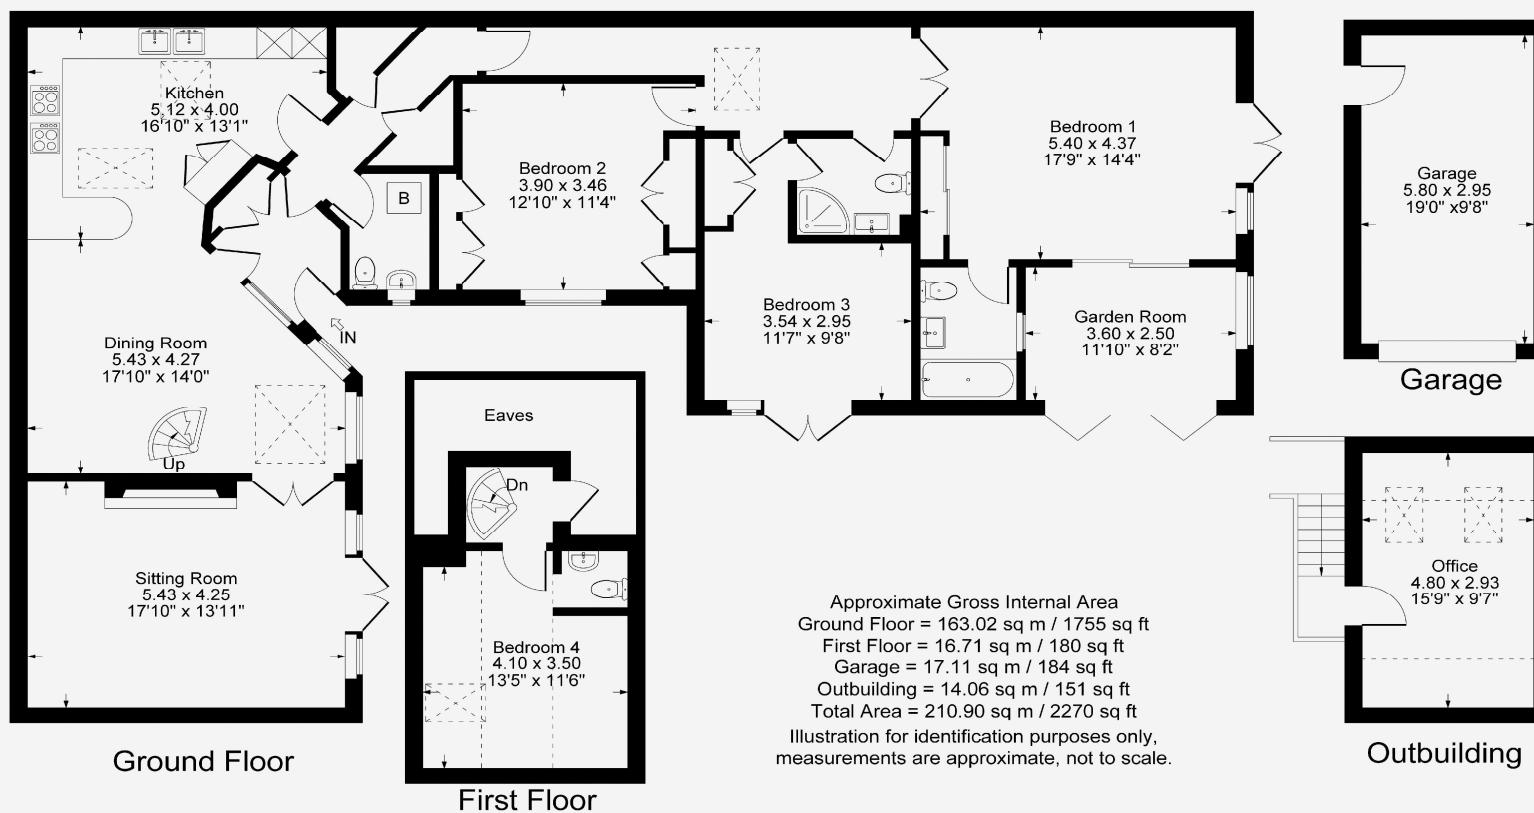 Kitchen
5.12 x 4.00
16'10" x 13'1"
Dining Room
5.43 x 4.27
17'10" x 14'0"
Up
IN
B
Sitting Room
5.43 x 4.25
17'10" x 13'11"
Bedroom 2
3.90 x 3.46
12'10" x 11'4"
Bedroom 3
3.54 x 2.95
11'7" x 9'8"
Bedroom 1
5.40 x 4.37
17'9" x 14'4"
Garden Room
3.60 x 2.50
11'10" x 8'2"
Ground Floor
Eaves
Dn
Bedroom 4
4.10 x 3.50
13'5" x 11'6"
First Floor
Garage
5.80 x 2.95
19'0" x9'8"
Garage
Office
4.80 x 2.93
15'9" x 9'7"
Outbuilding
Approximate Gross Internal Area
Ground Floor = 163.02 sq m / 1755 sq ft
First Floor = 16.71 sq m / 180 sq ft
Garage = 17.11 sq m / 184 sq ft
Outbuilding = 14.06 sq m / 151 sq ft
Total Area = 210.90 sq m / 2270 sq ft
Illustration for identification purposes only,
measurements are approximate, not to scale.